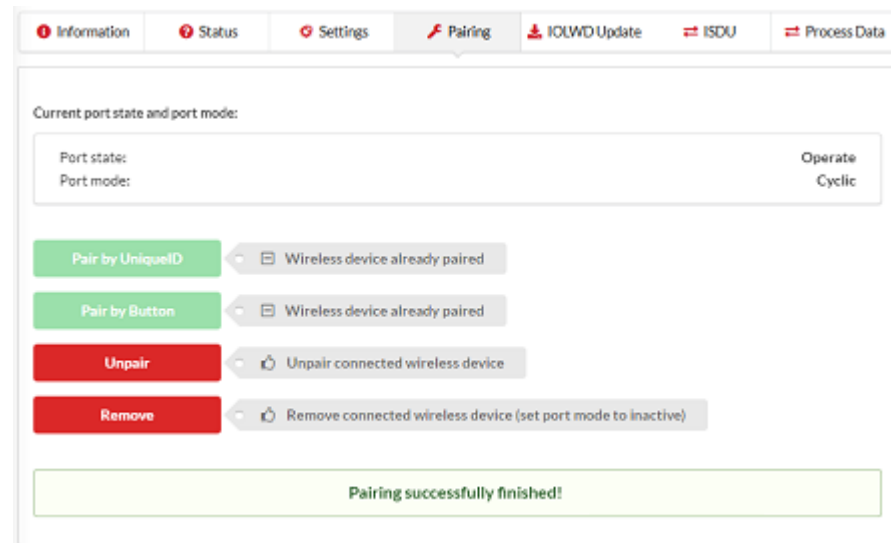 Information Status Settings Pairing IOLWD Update ISDU Process Data
Current port state and port mode:
Port state: Operate
Port mode: Cyclic
Pair by UniqueID Wireless device already paired
Pair by Button Wireless device already paired
Unpair Unpair connected wireless device
Remove Remove connected wireless device (set port mode to inactive)
Pairing successfully finished!